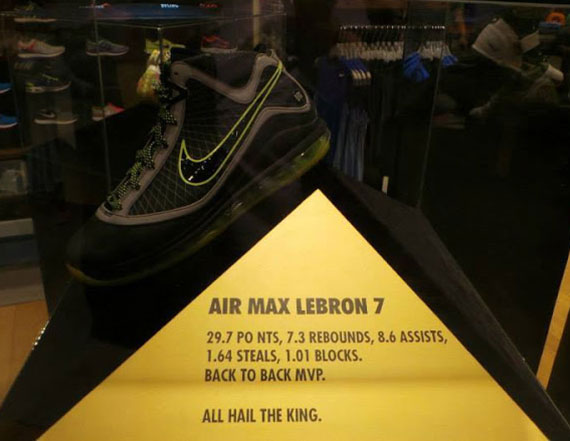 AIR MAX LEBRON 7
29.7 PO NTS, 7.3 REBOUNDS, 8.6 ASSISTS,
1.64 STEALS, 1.01 BLOCKS.
BACK TO BACK MVP.
ALL HAIL THE KING.